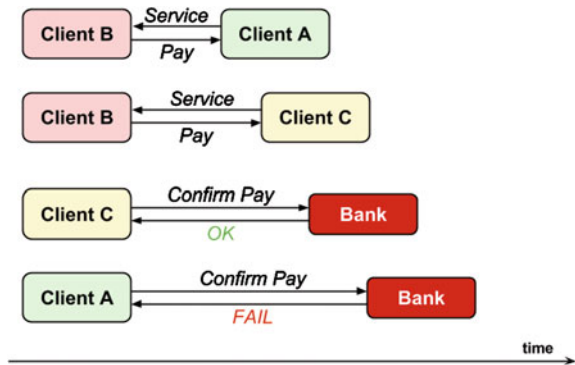 Service
Client B
Client A
Pay
Service
Client B
Client C
Pay
Confirm Pay
Client C
Bank
OK
Confirm Pay
Client A
Bank
FAIL
time